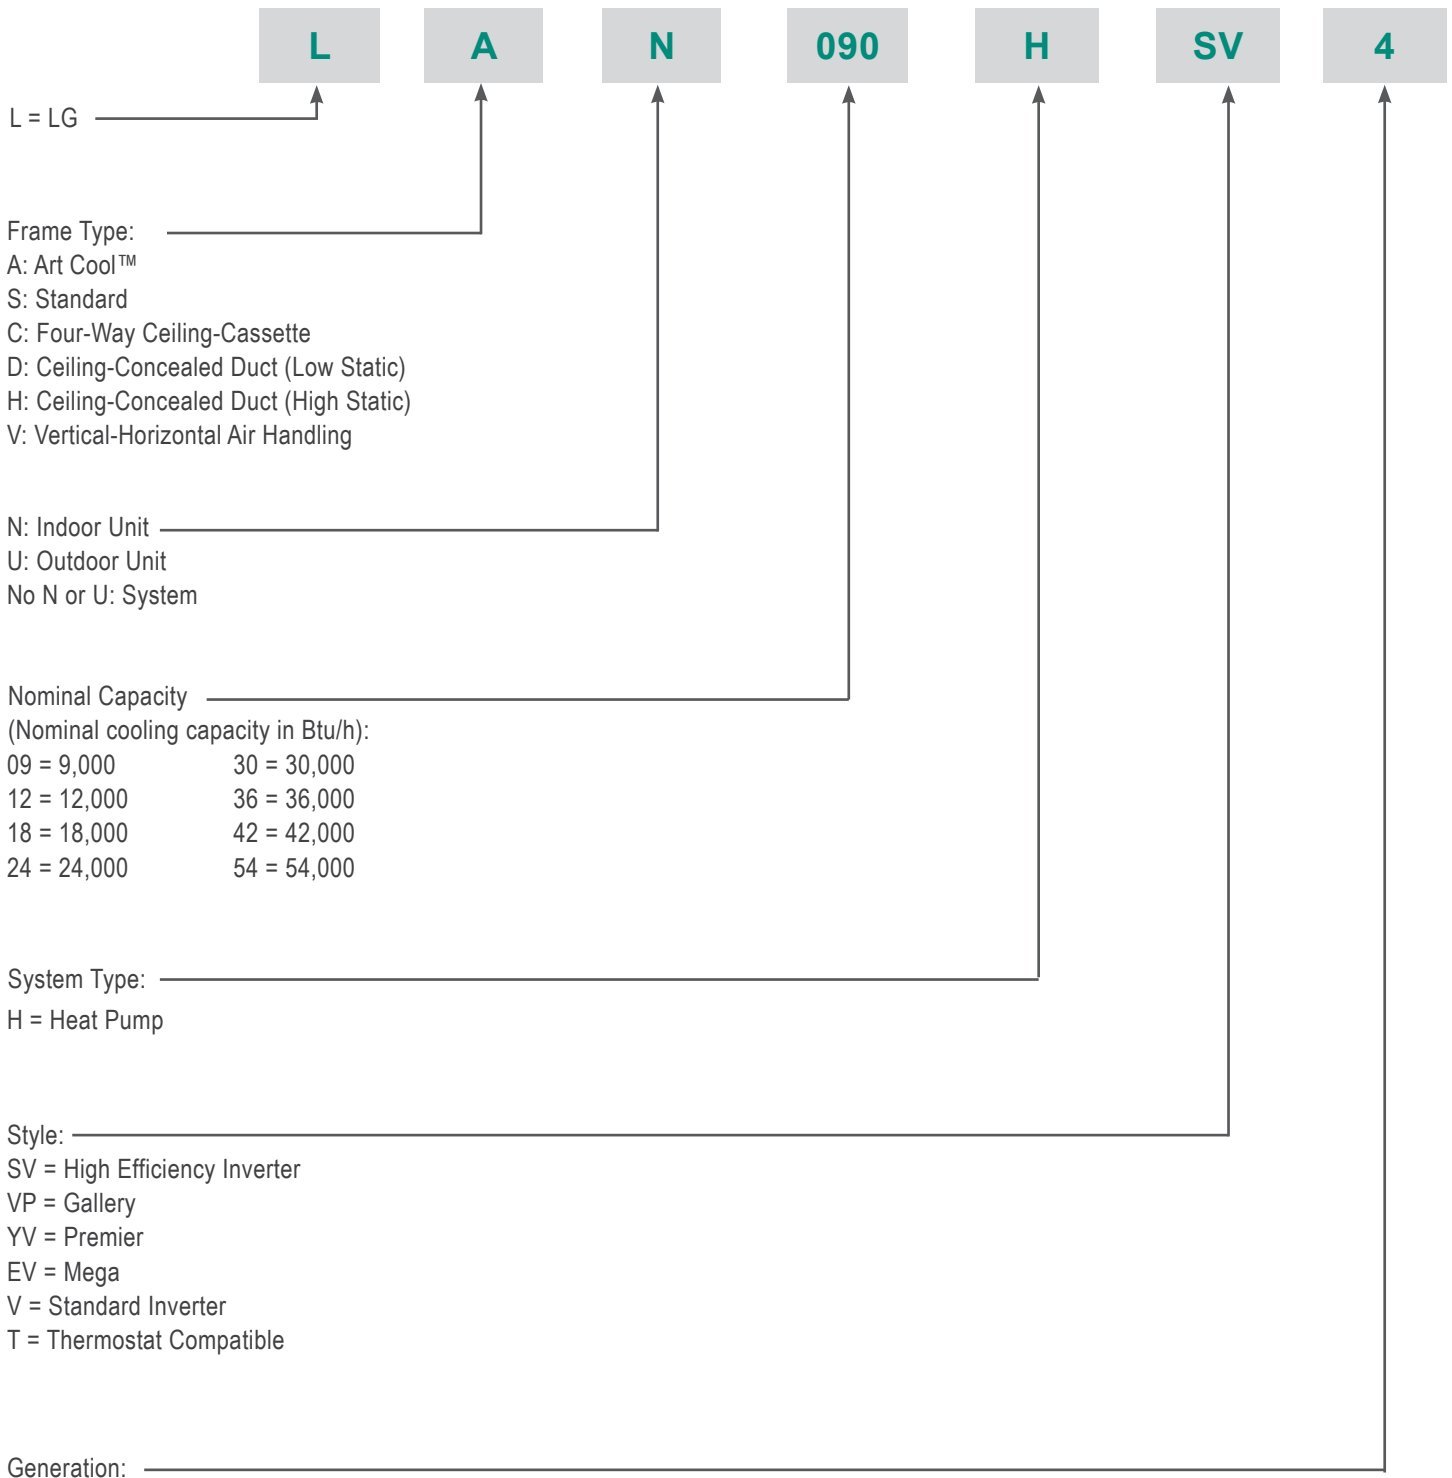 L A N 090 H SV 4
L = LG
Frame Type:
A: Art Cool™
S: Standard
C: Four-Way Ceiling-Cassette
D: Ceiling-Concealed Duct (Low Static)
H: Ceiling-Concealed Duct (High Static)
V: Vertical-Horizontal Air Handling
N: Indoor Unit
U: Outdoor Unit
No N or U: System
Nominal Capacity
(Nominal cooling capacity in Btu/h):
09 = 9,000 30 = 30,000
12 = 12,000 36 = 36,000
18 = 18,000 42 = 42,000
24 = 24,000 54 = 54,000
System Type:
H = Heat Pump
Style:
SV = High Efficiency Inverter
VP = Gallery
YV = Premier
EV = Mega
V = Standard Inverter
T = Thermostat Compatible
Generation: